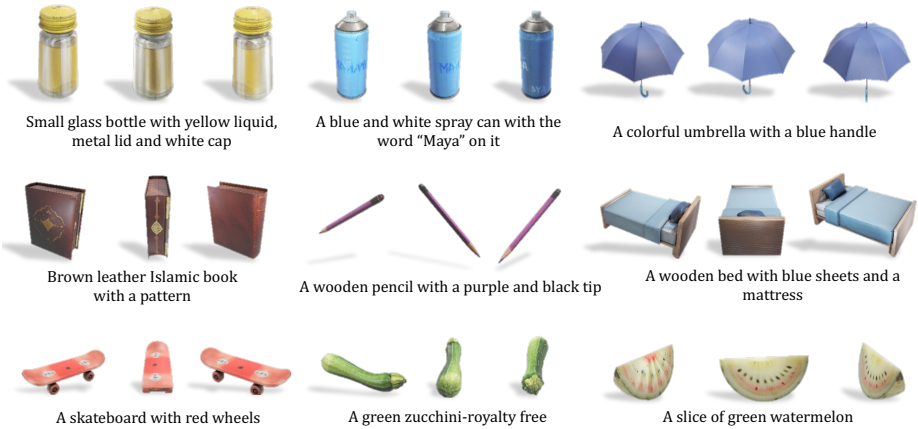 Small glass bottle with yellow liquid,
metal lid and white cap
A blue and white spray can with the
word “Maya” on it
A colorful umbrella with a blue handle
Brown leather Islamic book
with a pattern
A wooden pencil with a purple and black tip
A wooden bed with blue sheets and a
mattress
A skateboard with red wheels
A green zucchini-royalty free
A slice of green watermelon